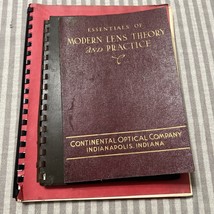 ESSENTIALS OF
MODERN LENS THEORY
AND PRACTICE
CONTINENTAL OPTICAL COMPANY
INDIANAPOLIS, INDIANA